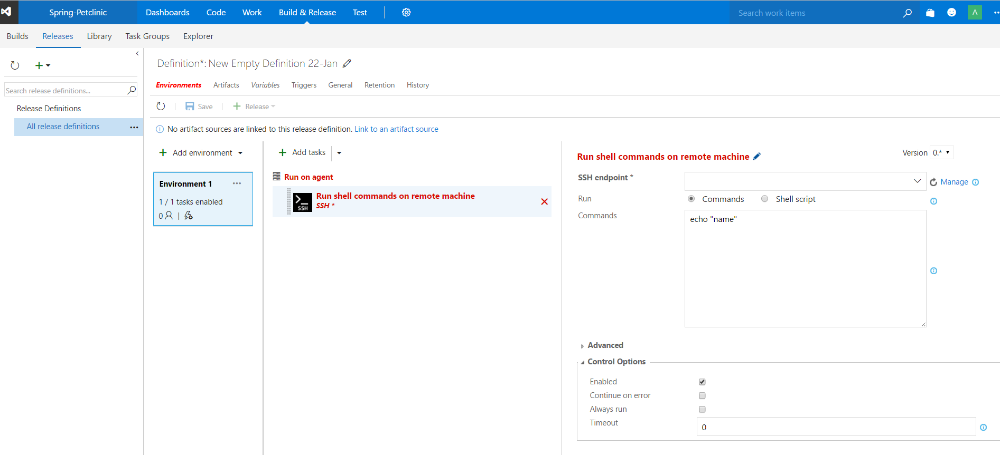 Spring-Petclinic Dashboards Code Work Build & Release Test Search work items A
Builds Releases Library Task Groups Explorer
Definition*: New Empty Definition 22-Jan
Environments Artifacts Variables Triggers General Retention History
Search release definitions...
Save Release
Release Definitions
All release definitions
No artifact sources are linked to this release definition. Link to an artifact source
Add environment
Add tasks
Environment 1
1 / 1 tasks enabled
0 |
Run on agent
Run shell commands on remote machine
SSH *
SSH
Run shell commands on remote machine
Version 0.*
SSH endpoint *
Manage
Run Commands Shell script
Commands
echo "name"
Advanced
Control Options
Enabled
Continue on error
Always run
Timeout
0